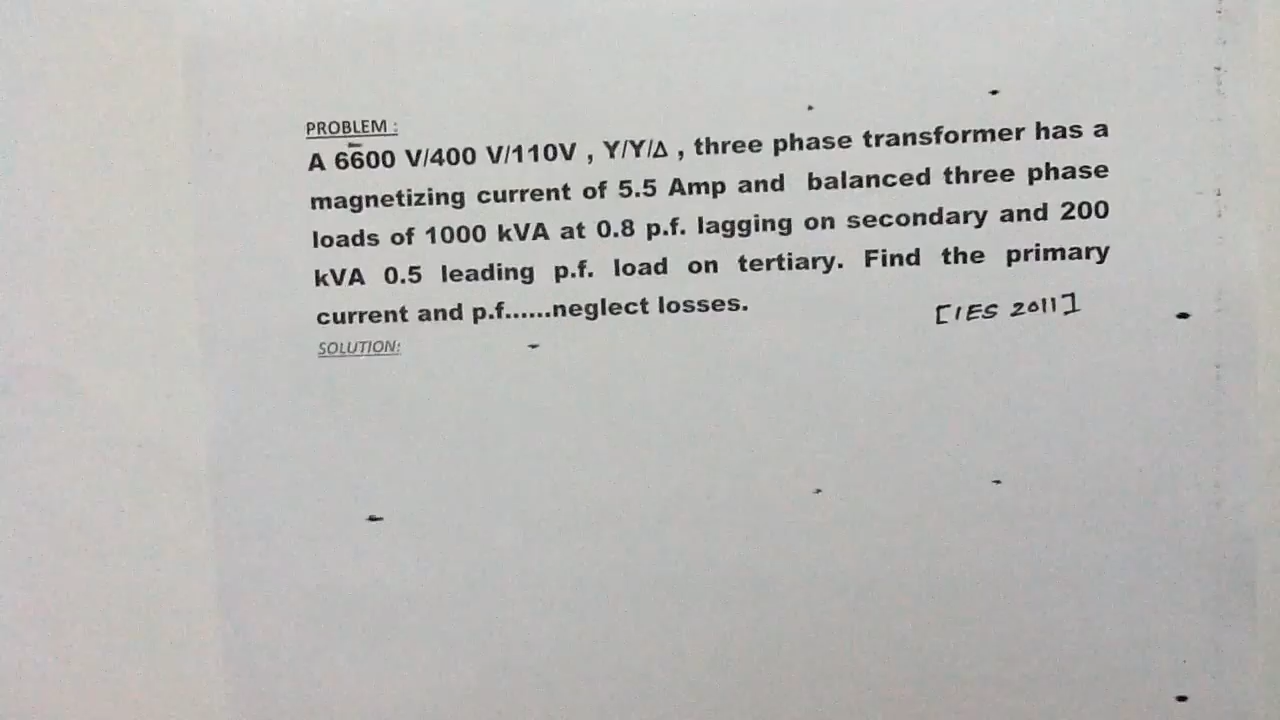 PROBLEM :
A 6600 V/400 V/110V , Y/Y/Δ , three phase transformer has a
magnetizing current of 5.5 Amp and balanced three phase
loads of 1000 kVA at 0.8 p.f. lagging on secondary and 200
kVA 0.5 leading p.f. load on tertiary. Find the primary
current and p.f......neglect losses.
[IES 2011]
SOLUTION: